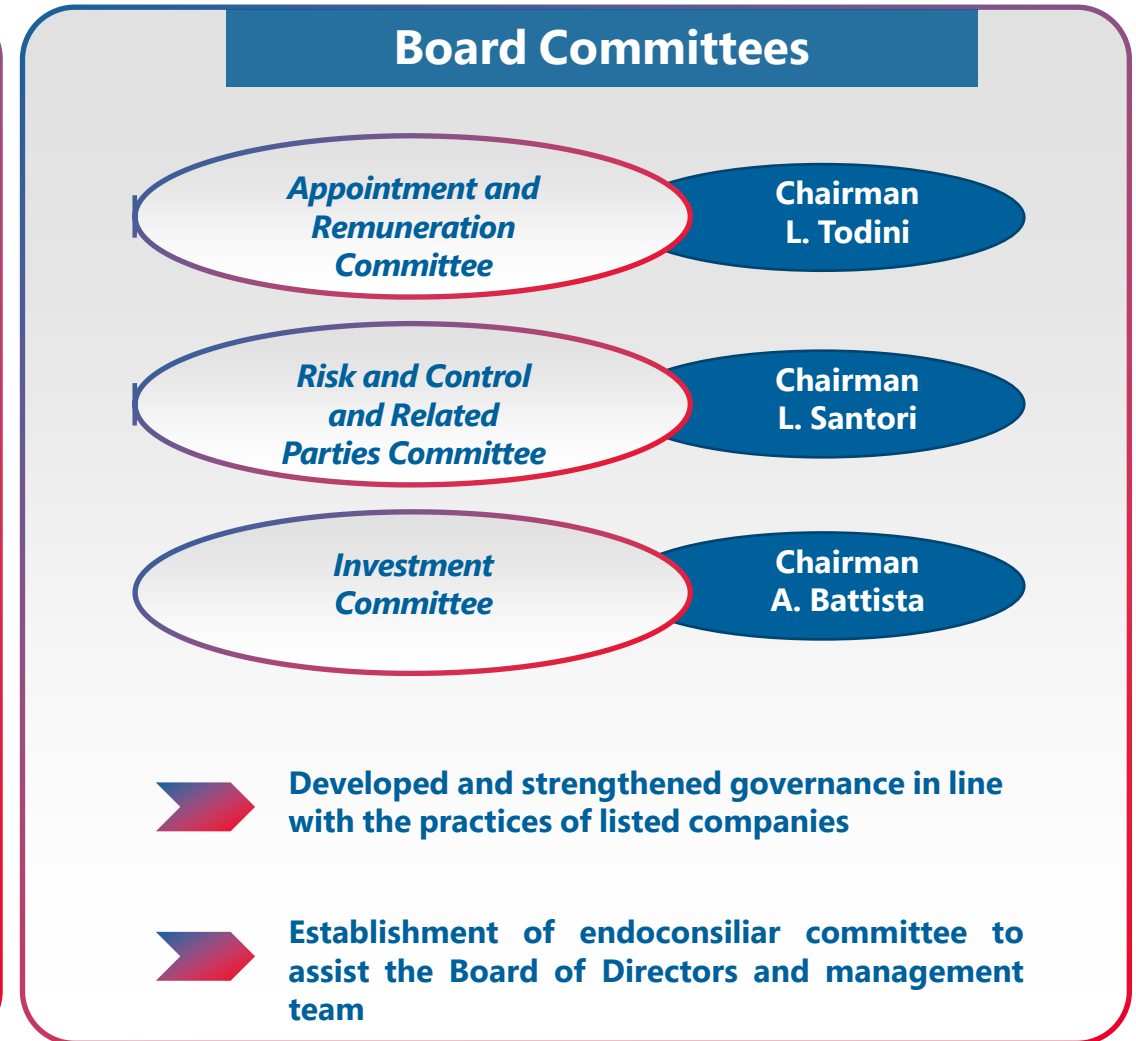 Board Committees
Appointment and
Remuneration
Committee
Chairman
L. Todini
Risk and Control
and Related
Parties Committee
Chairman
L. Santori
Investment
Committee
Chairman
A. Battista
Developed and strengthened governance in line
with the practices of listed companies
Establishment of endoconsiliar committee to
assist the Board of Directors and management
team